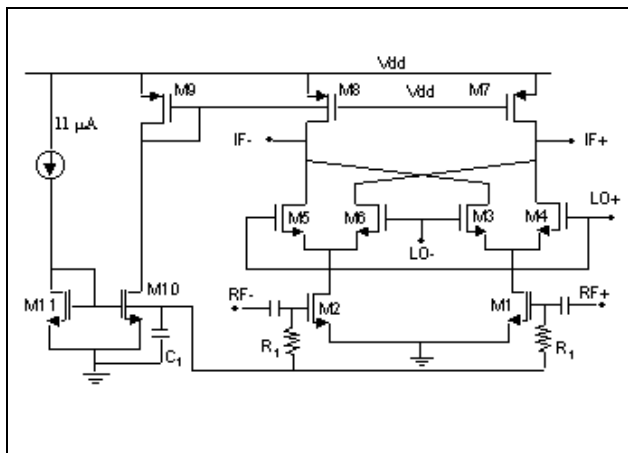 Vdd
M9
M8
Vdd
M7
11 μA
IF-
IF+
LO+
M5
M6
M3
M4
LO-
M11
M10
RF-
M2
M1
RF+
C1
R1
R1